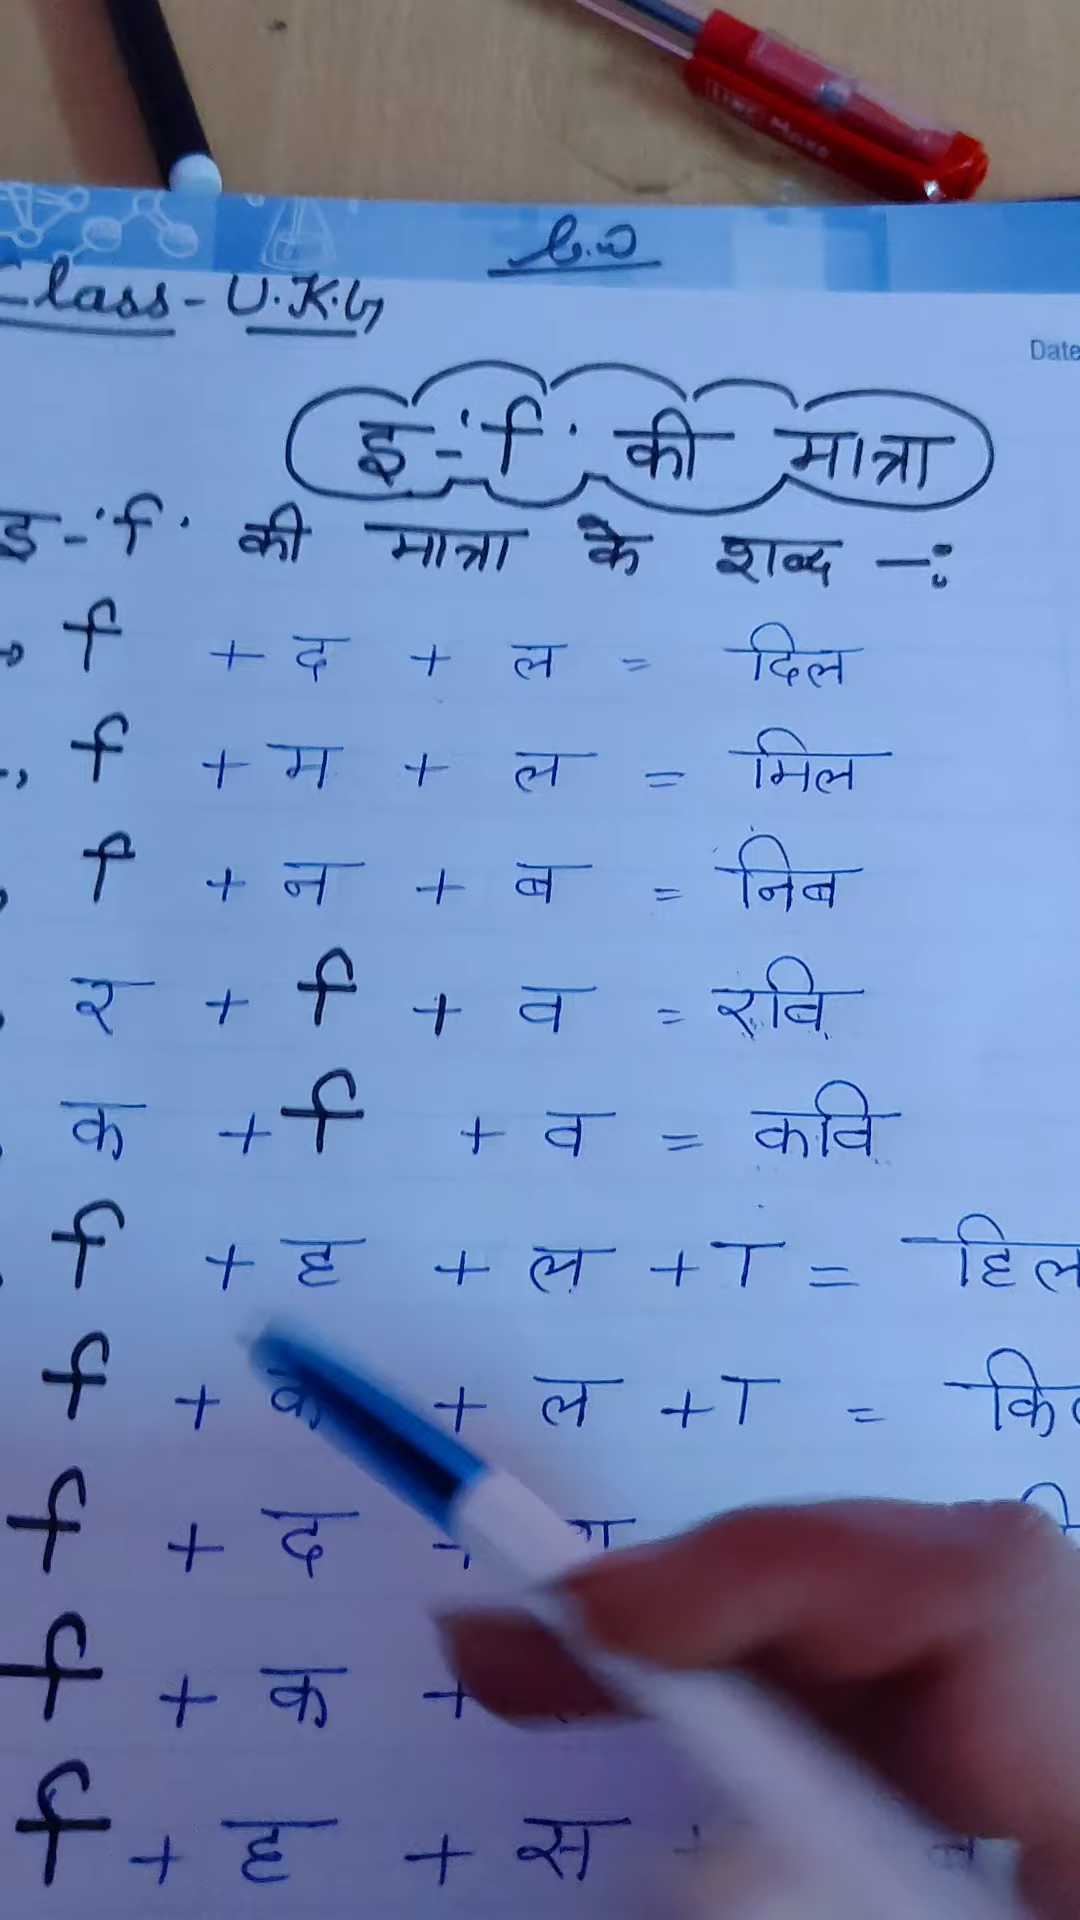 C.W
Class - U.K.G
Date
इ-'ि' की मात्रा
इ-'ि' की मात्रा के शब्द -:
ि + द + ल = दिल
ि + म + ल = मिल
ि + न + ब = निब
र + ि + व = रवि
क + ि + व = कवि
ि + ह + ल + ा = हिल
ि + क + ल + ा = कि
ि + द +
ि + क +
ि + ह + स +